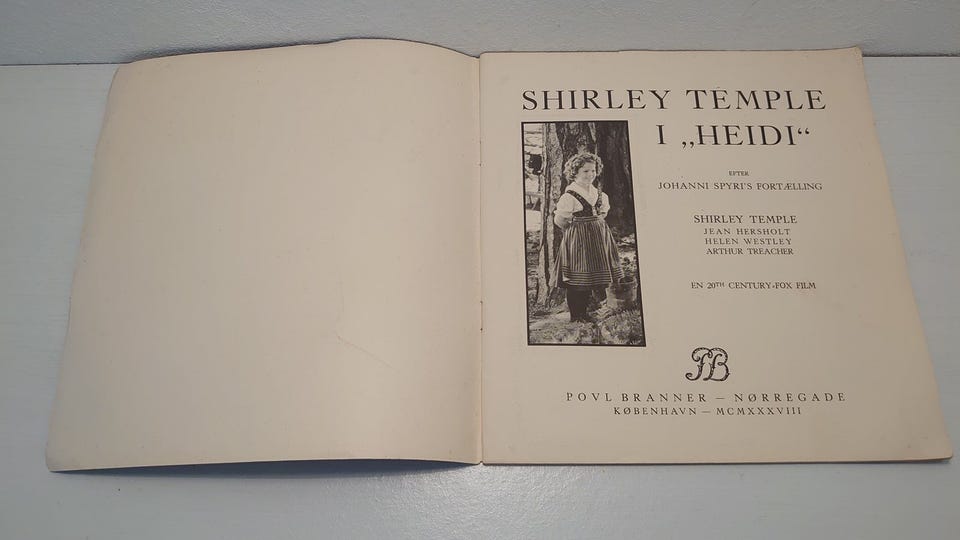 SHIRLEY TEMPLE
I „HEIDI“
EFTER
JOHANNI SPYRI'S FORTÆLLING
SHIRLEY TEMPLE
JEAN HERSHOLT
HELEN WESTLEY
ARTHUR TREACHER
EN 20TH CENTURY-FOX FILM
PB
POVL BRANNER — NØRREGADE
KØBENHAVN — MCMXXXVIII